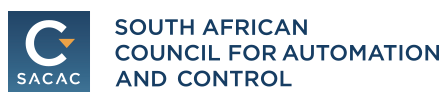 SACAC
SOUTH AFRICAN
COUNCIL FOR AUTOMATION
AND CONTROL